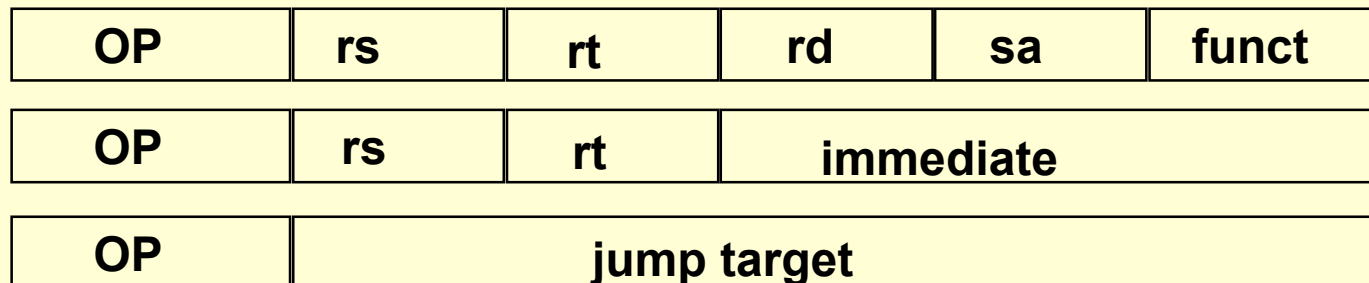 OP rs rt rd sa funct
OP rs rt immediate
OP jump target